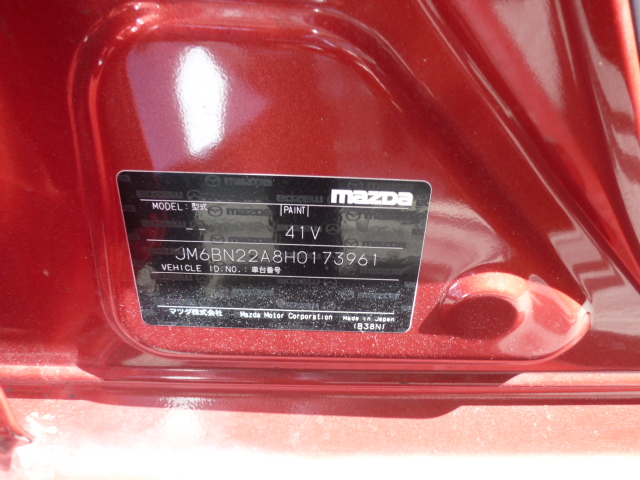 mazda
MODEL:型式 PAINT
-- 41V
JM6BN22A8H0173961
VEHICLE ID:NO.:車台番号
マツダ株式会社 Mazda Motor Corporation Made in Japan
(B38N)